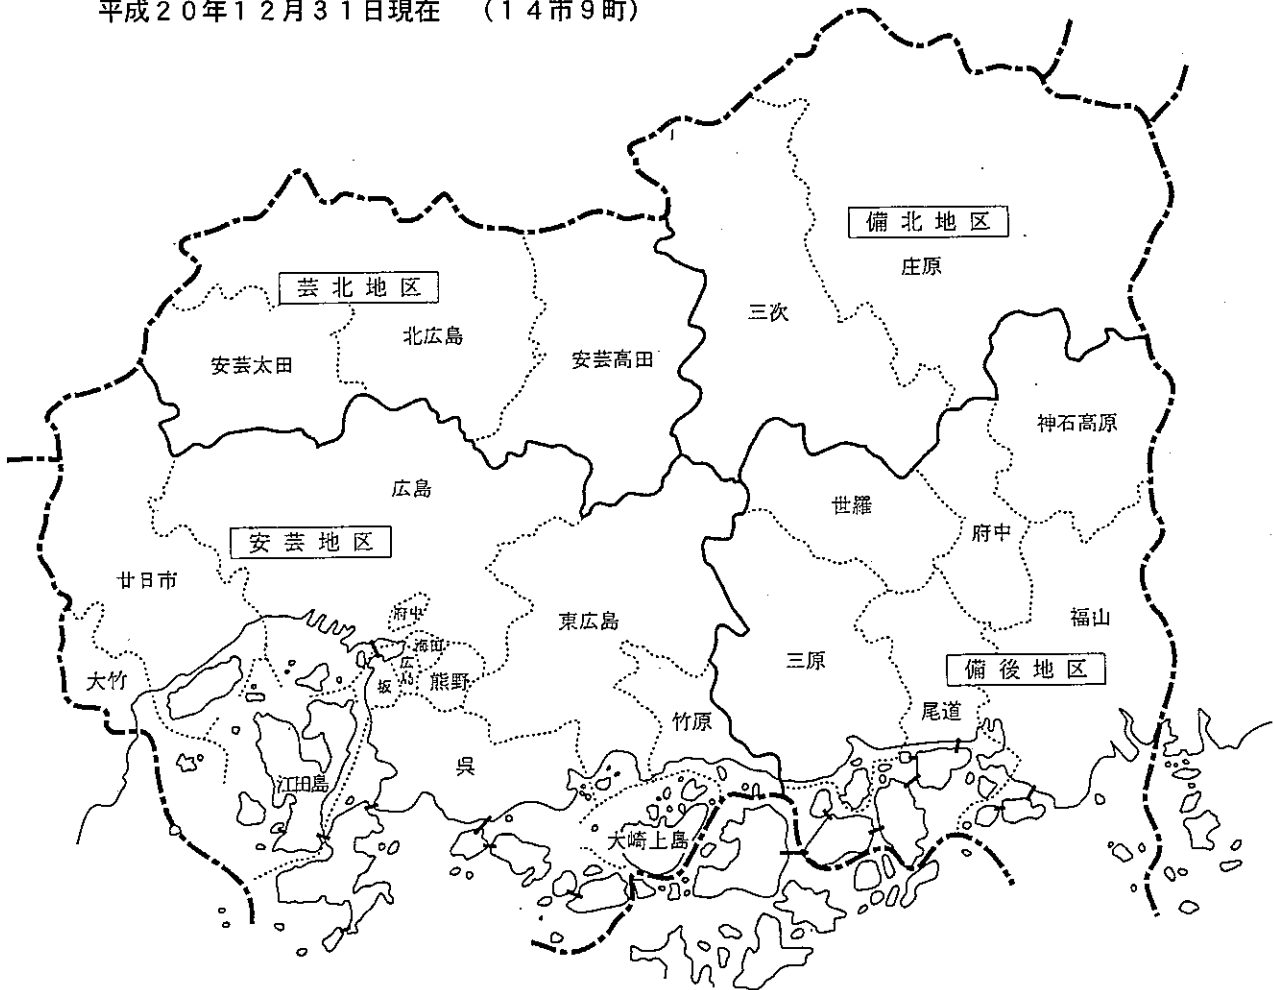 平成20年12月31日現在 (14市9町)
備北地区
庄原
芸北地区
三次
北広島
安芸太田
安芸高田
神石高原
広島
世羅
府中
安芸地区
廿日市
府中
東広島
福山
海田
広島
三原
備後地区
大竹
坂
熊野
尾道
竹原
呉
江田島
大崎上島